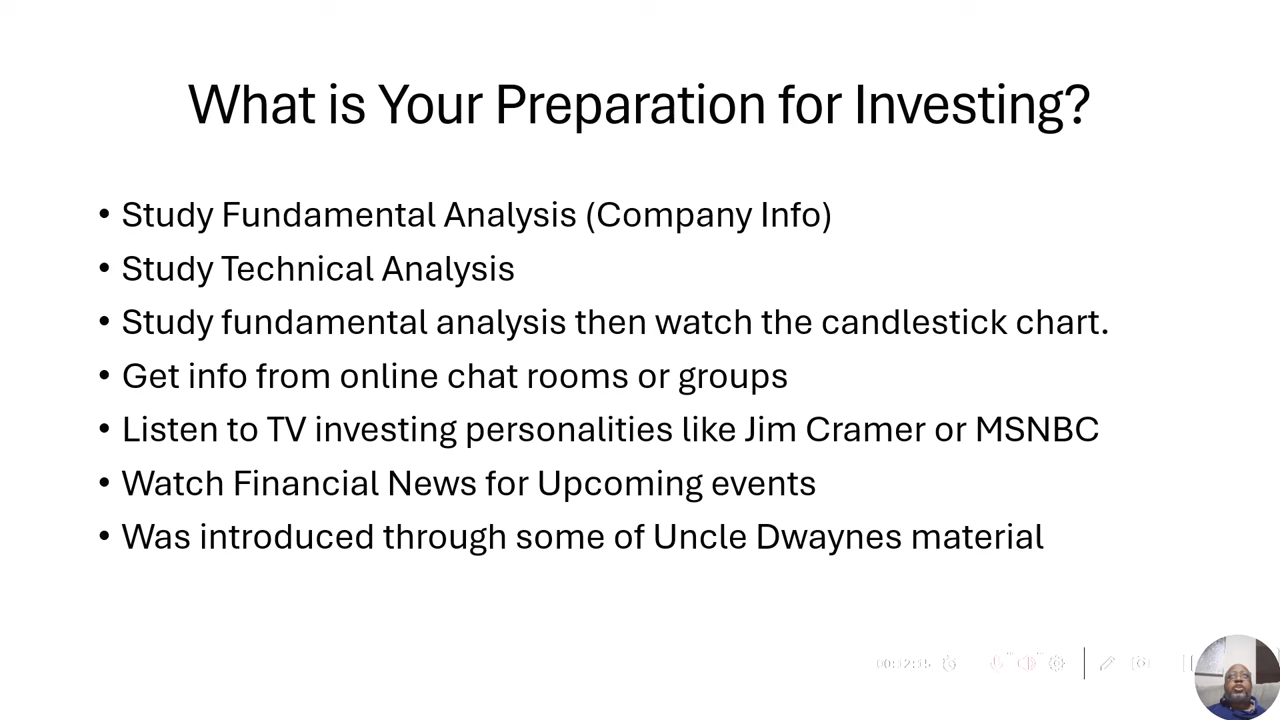 What is Your Preparation for Investing?
• Study Fundamental Analysis (Company Info)
• Study Technical Analysis
• Study fundamental analysis then watch the candlestick chart.
• Get info from online chat rooms or groups
• Listen to TV investing personalities like Jim Cramer or MSNBC
• Watch Financial News for Upcoming events
• Was introduced through some of Uncle Dwaynes material